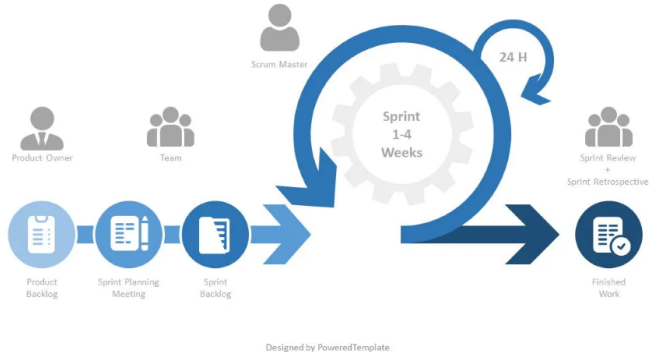 Scrum Master
24 H
Sprint
1-4
Weeks
Product Owner
Team
Sprint Review
+
Sprint Retrospective
Product
Backlog
Sprint Planning
Meeting
Sprint
Backlog
Finished
Work
Designed by PoweredTemplate